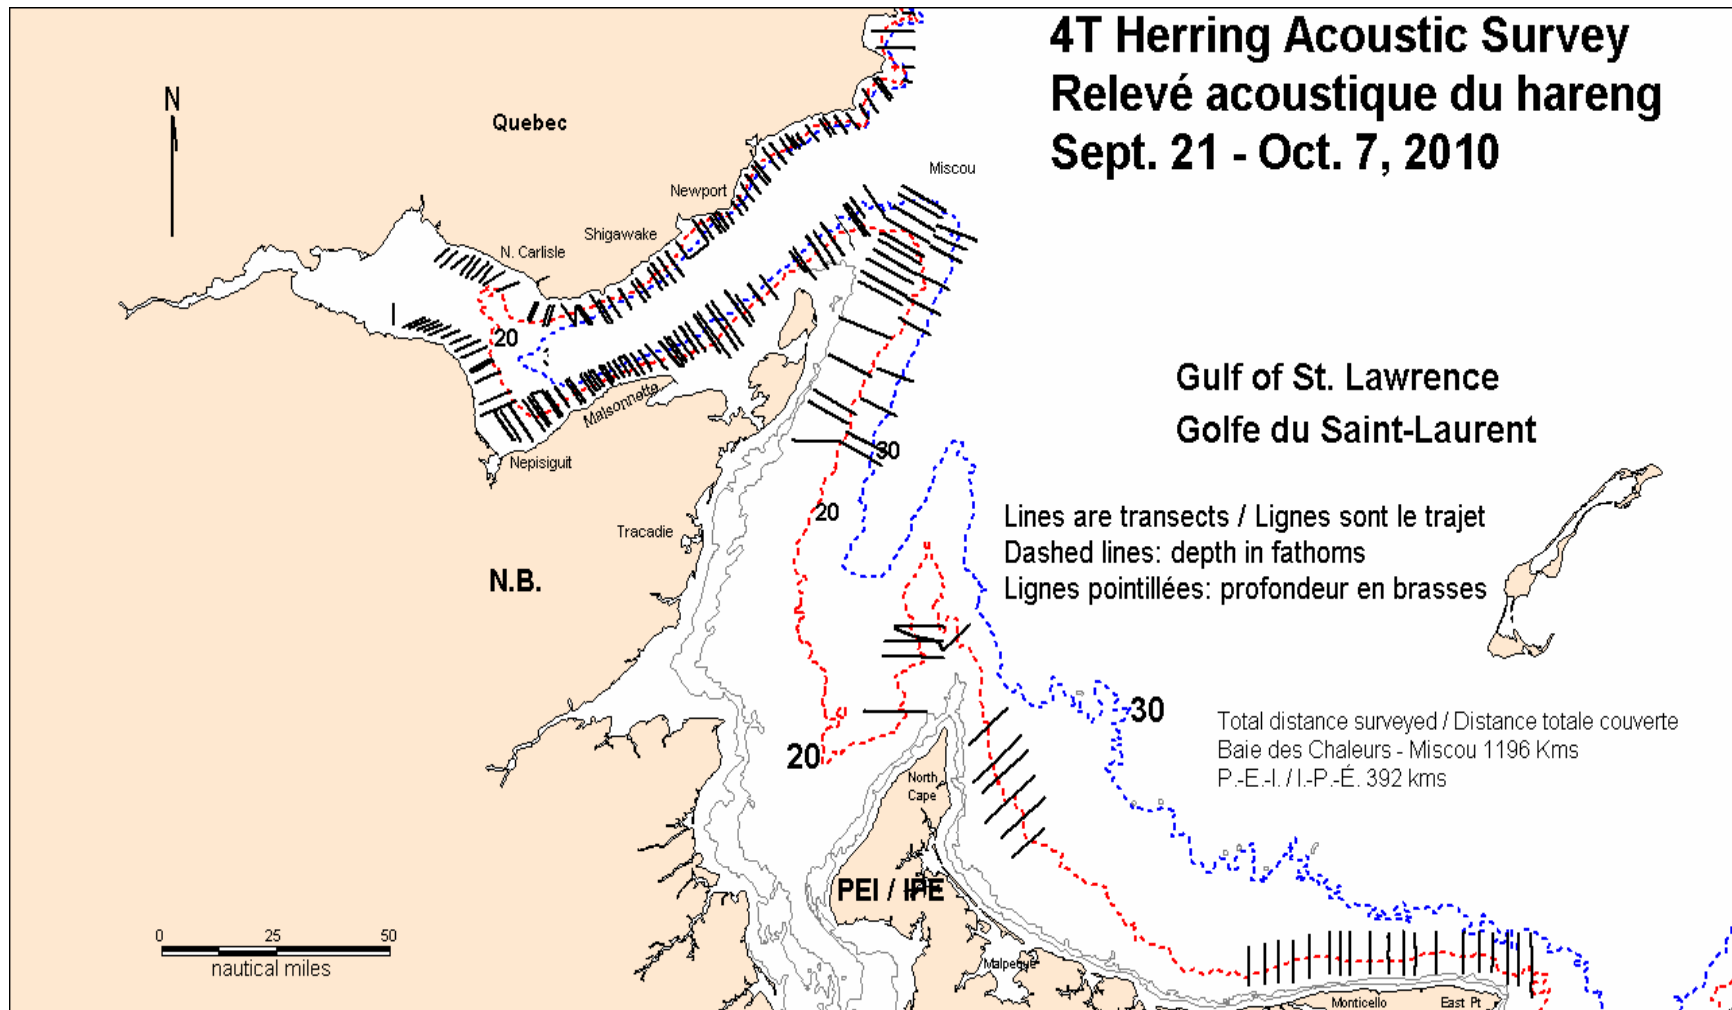 4T Herring Acoustic Survey
Relevé acoustique du hareng
Sept. 21 - Oct. 7, 2010
N
Quebec
Miscou
Newport
Shigawake
N. Carlisle
20
Maisonnette
Nepisiguit
Gulf of St. Lawrence
Golfe du Saint-Laurent
30
20
Tracadie
N.B.
Lines are transects / Lignes sont le trajet
Dashed lines: depth in fathoms
Lignes pointillées: profondeur en brasses
30
20
Total distance surveyed / Distance totale couverte
Baie des Chaleurs - Miscou 1196 Kms
P.-E.-I. / I.-P.-É. 392 kms
North
Cape
PEI / IPE
Malpeque
0 25 50
nautical miles
Monticello
East Pt